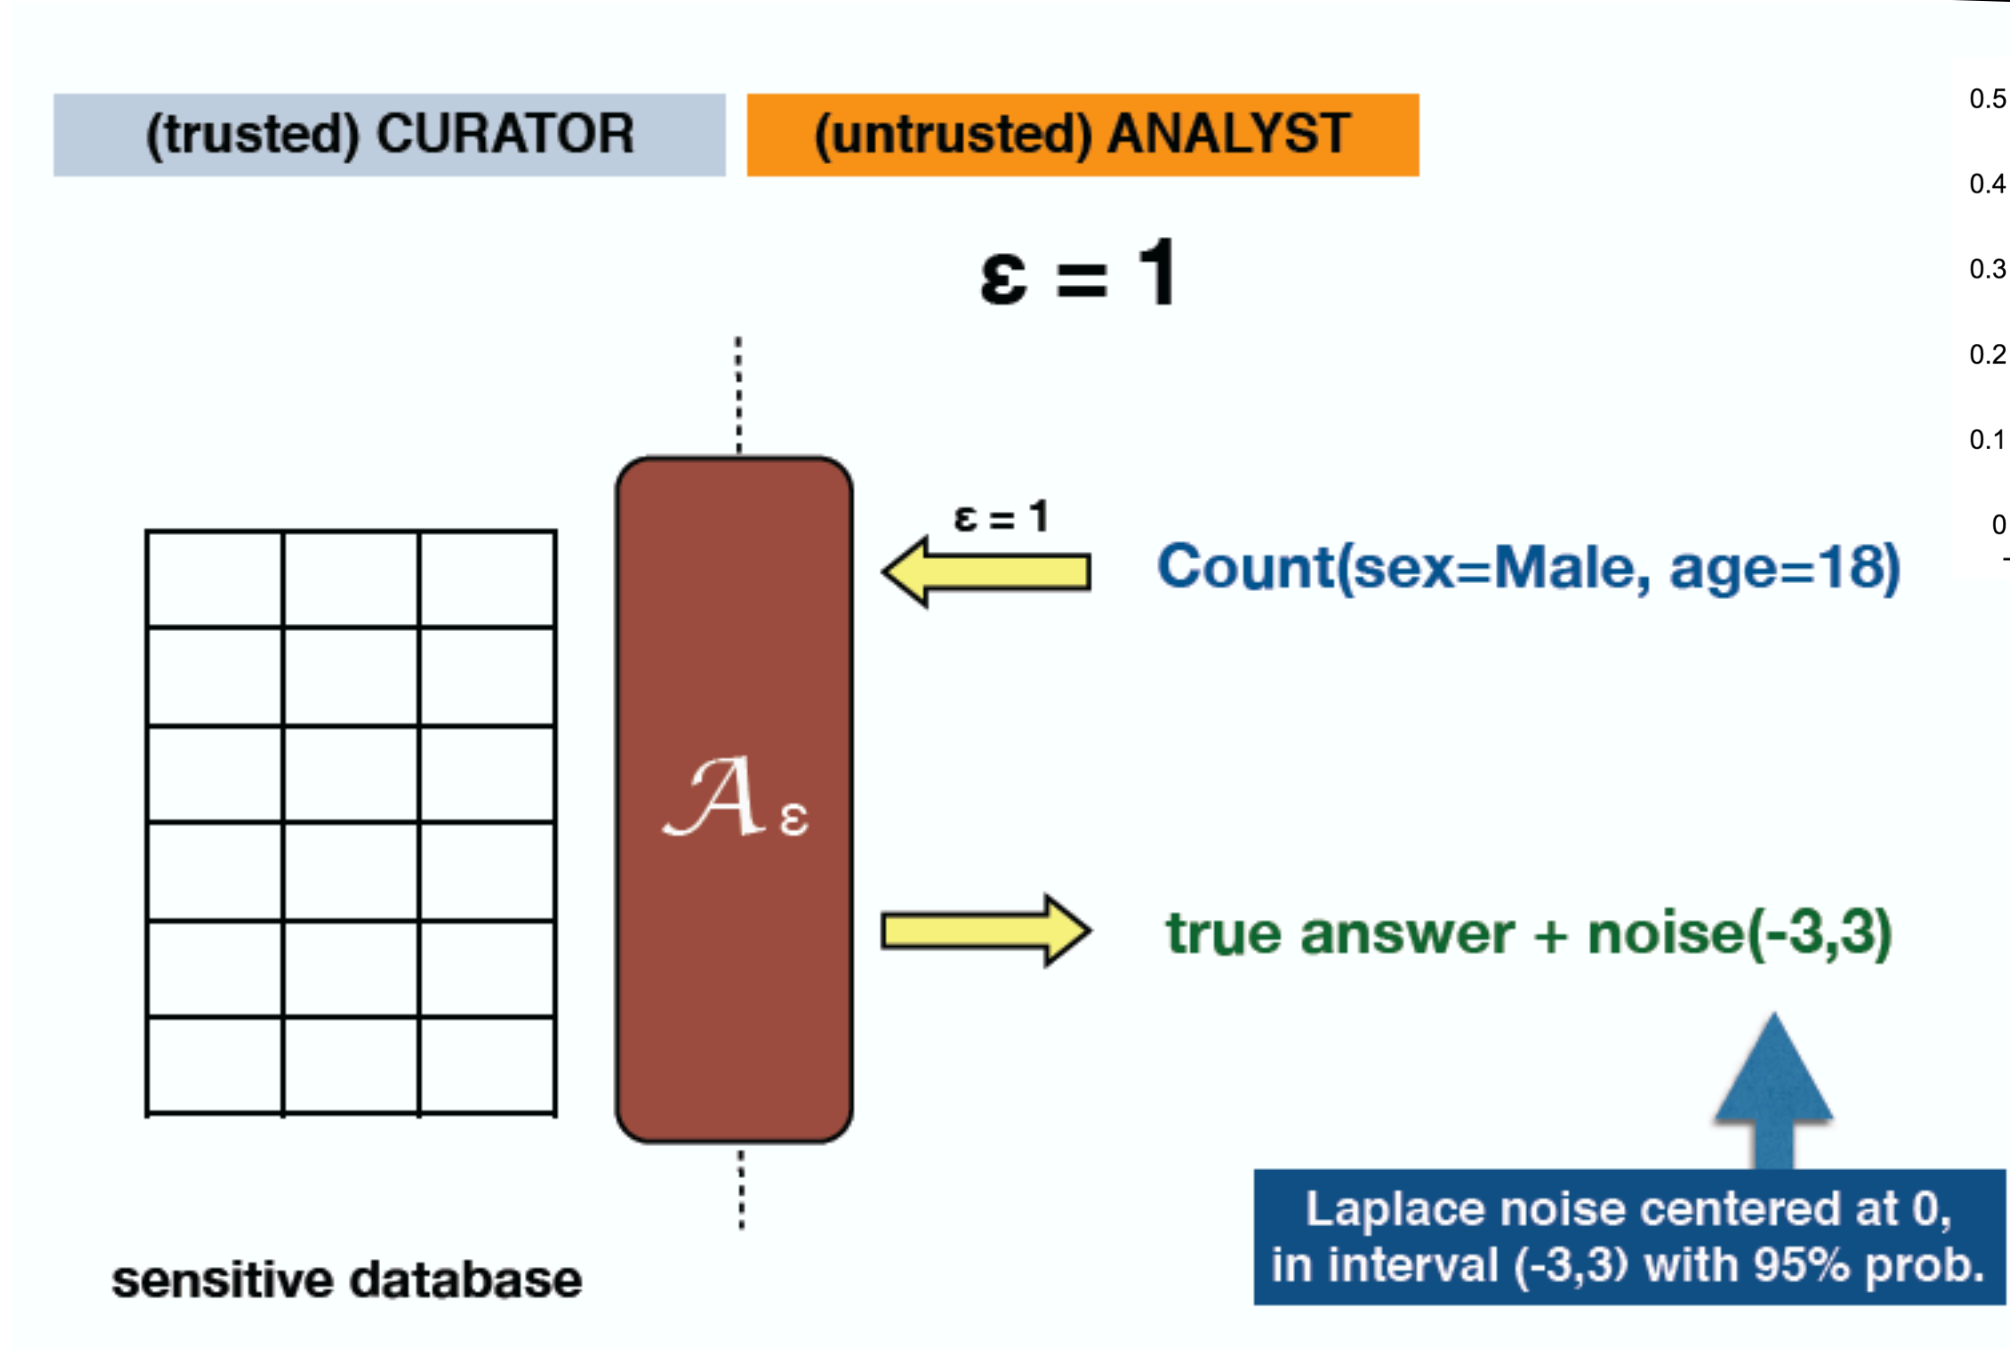 (trusted) CURATOR
(untrusted) ANALYST
ε = 1
0.5
0.4
0.3
0.2
0.1
0
-
ε = 1
Count(sex=Male, age=18)
𝒜 ε
true answer + noise(-3,3)
Laplace noise centered at 0,
in interval (-3,3) with 95% prob.
sensitive database